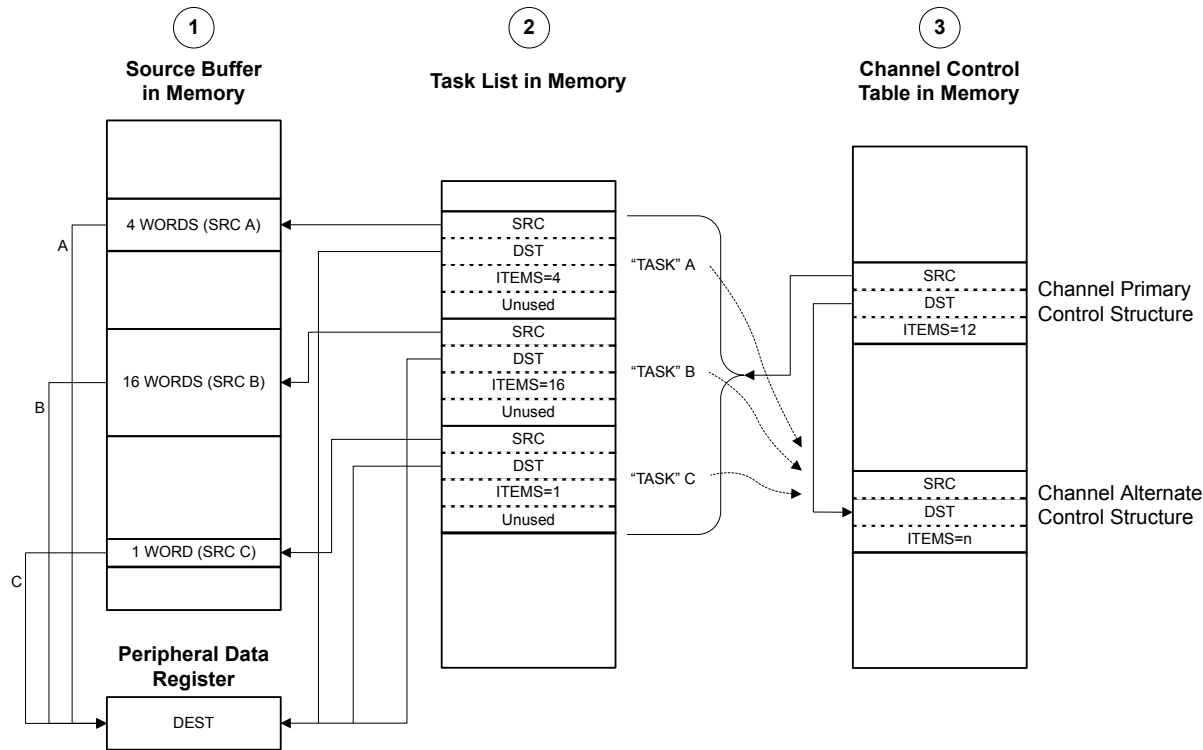 1
Source Buffer
in Memory
4 WORDS (SRC A)
16 WORDS (SRC B)
1 WORD (SRC C)
A
B
C
Peripheral Data
Register
DEST
2
Task List in Memory
SRC
DST
ITEMS=4
Unused
SRC
DST
ITEMS=16
Unused
SRC
DST
ITEMS=1
Unused
“TASK” A
“TASK” B
“TASK” C
3
Channel Control
Table in Memory
SRC
DST
ITEMS=12
Channel Primary
Control Structure
SRC
DST
ITEMS=n
Channel Alternate
Control Structure